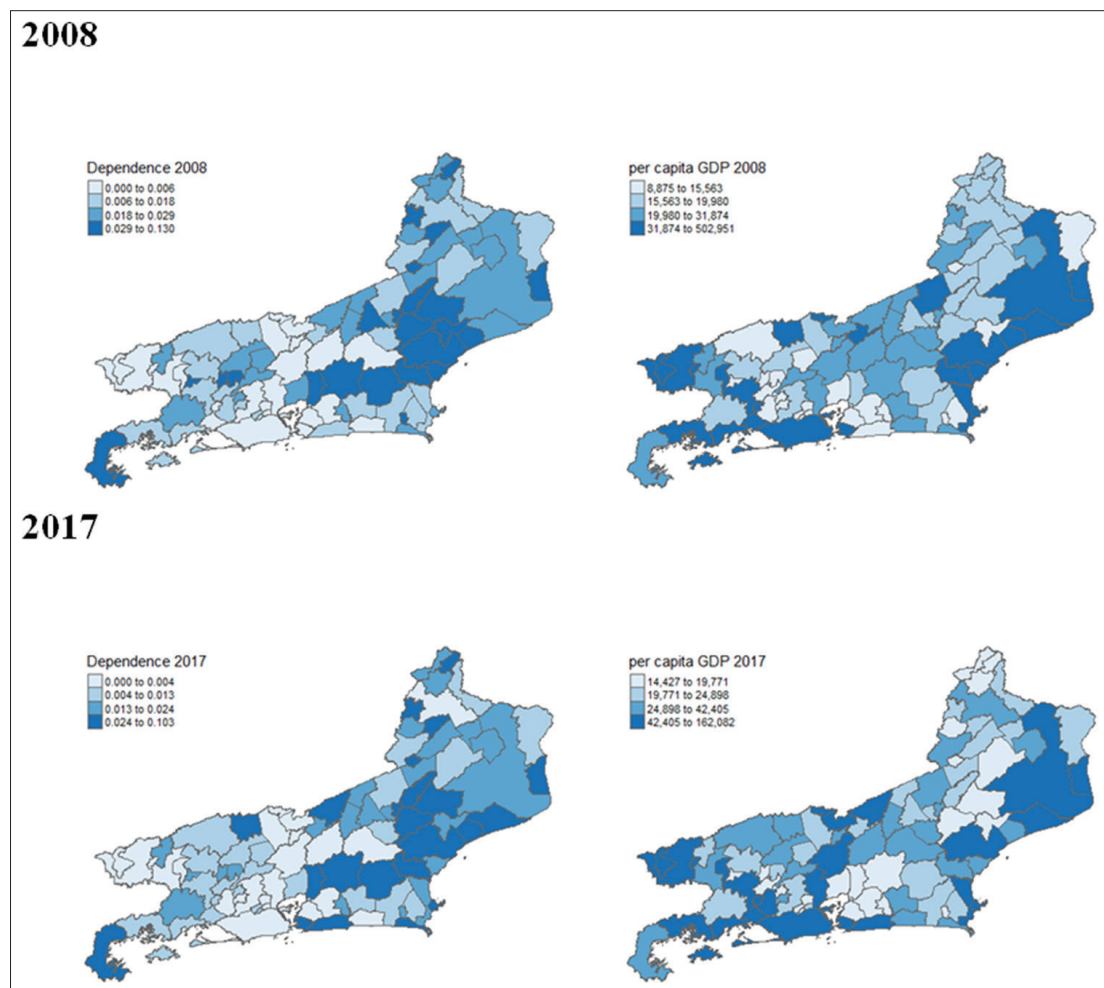 2008
Dependence 2008
0.000 to 0.006
0.006 to 0.018
0.018 to 0.029
0.029 to 0.130
per capita GDP 2008
8,875 to 15,563
15,563 to 19,980
19,980 to 31,874
31,874 to 502,951
2017
Dependence 2017
0.000 to 0.004
0.004 to 0.013
0.013 to 0.024
0.024 to 0.103
per capita GDP 2017
14,427 to 19,771
19,771 to 24,898
24,898 to 42,405
42,405 to 162,082